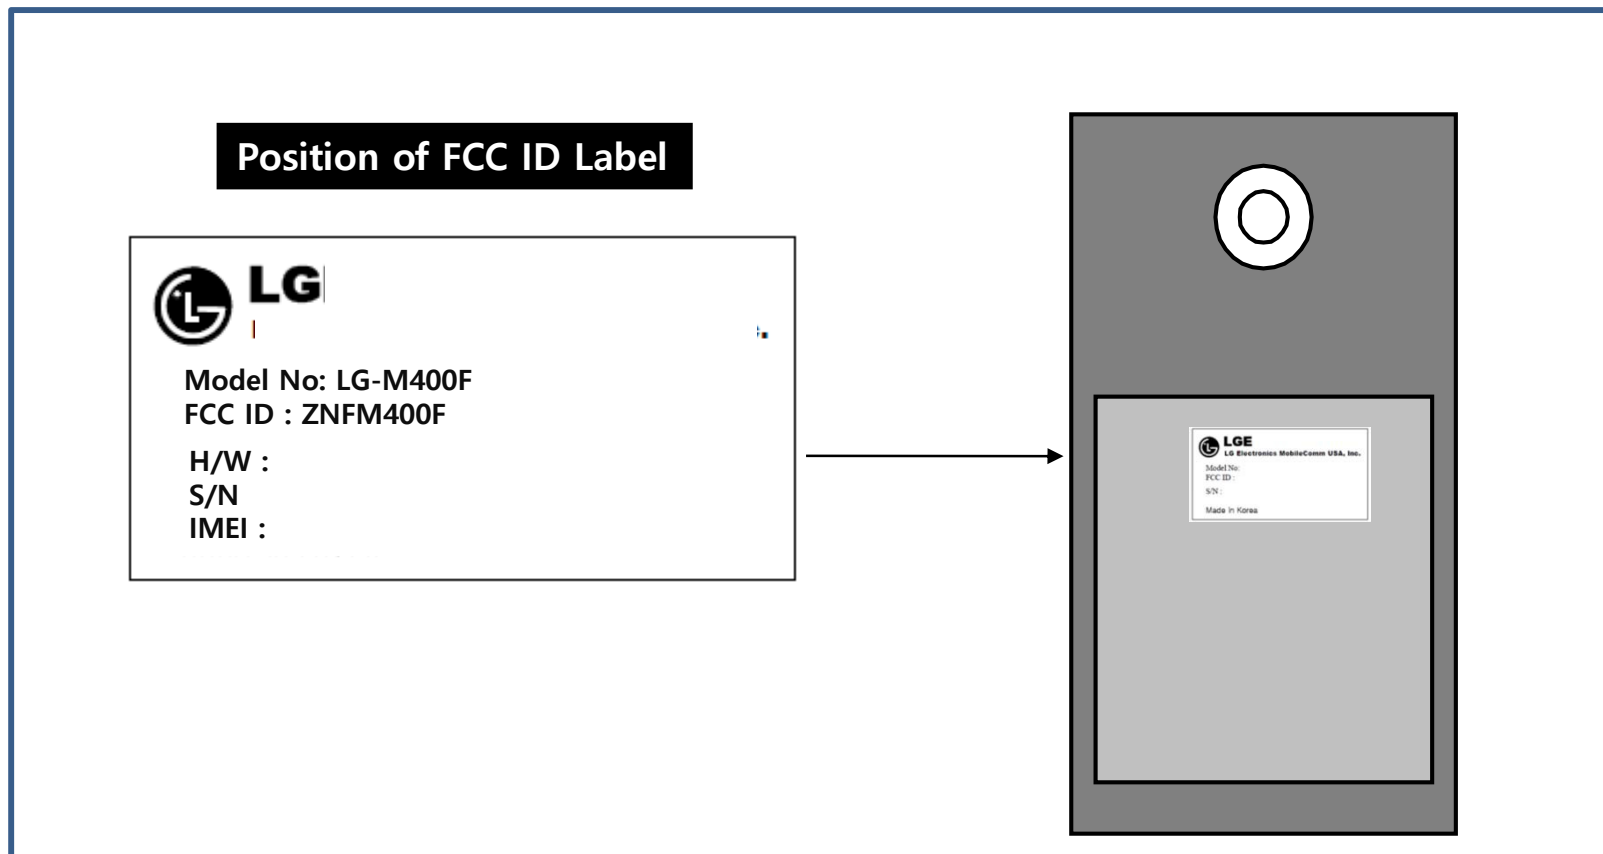 Position of FCC ID Label
LG
Model No: LG-M400F
FCC ID : ZNFM400F
H/W :
S/N
IMEI :
LGE
LG Electronics MobileComm USA, Inc.
Model No:
FCC ID :
S/N :
Made In Korea